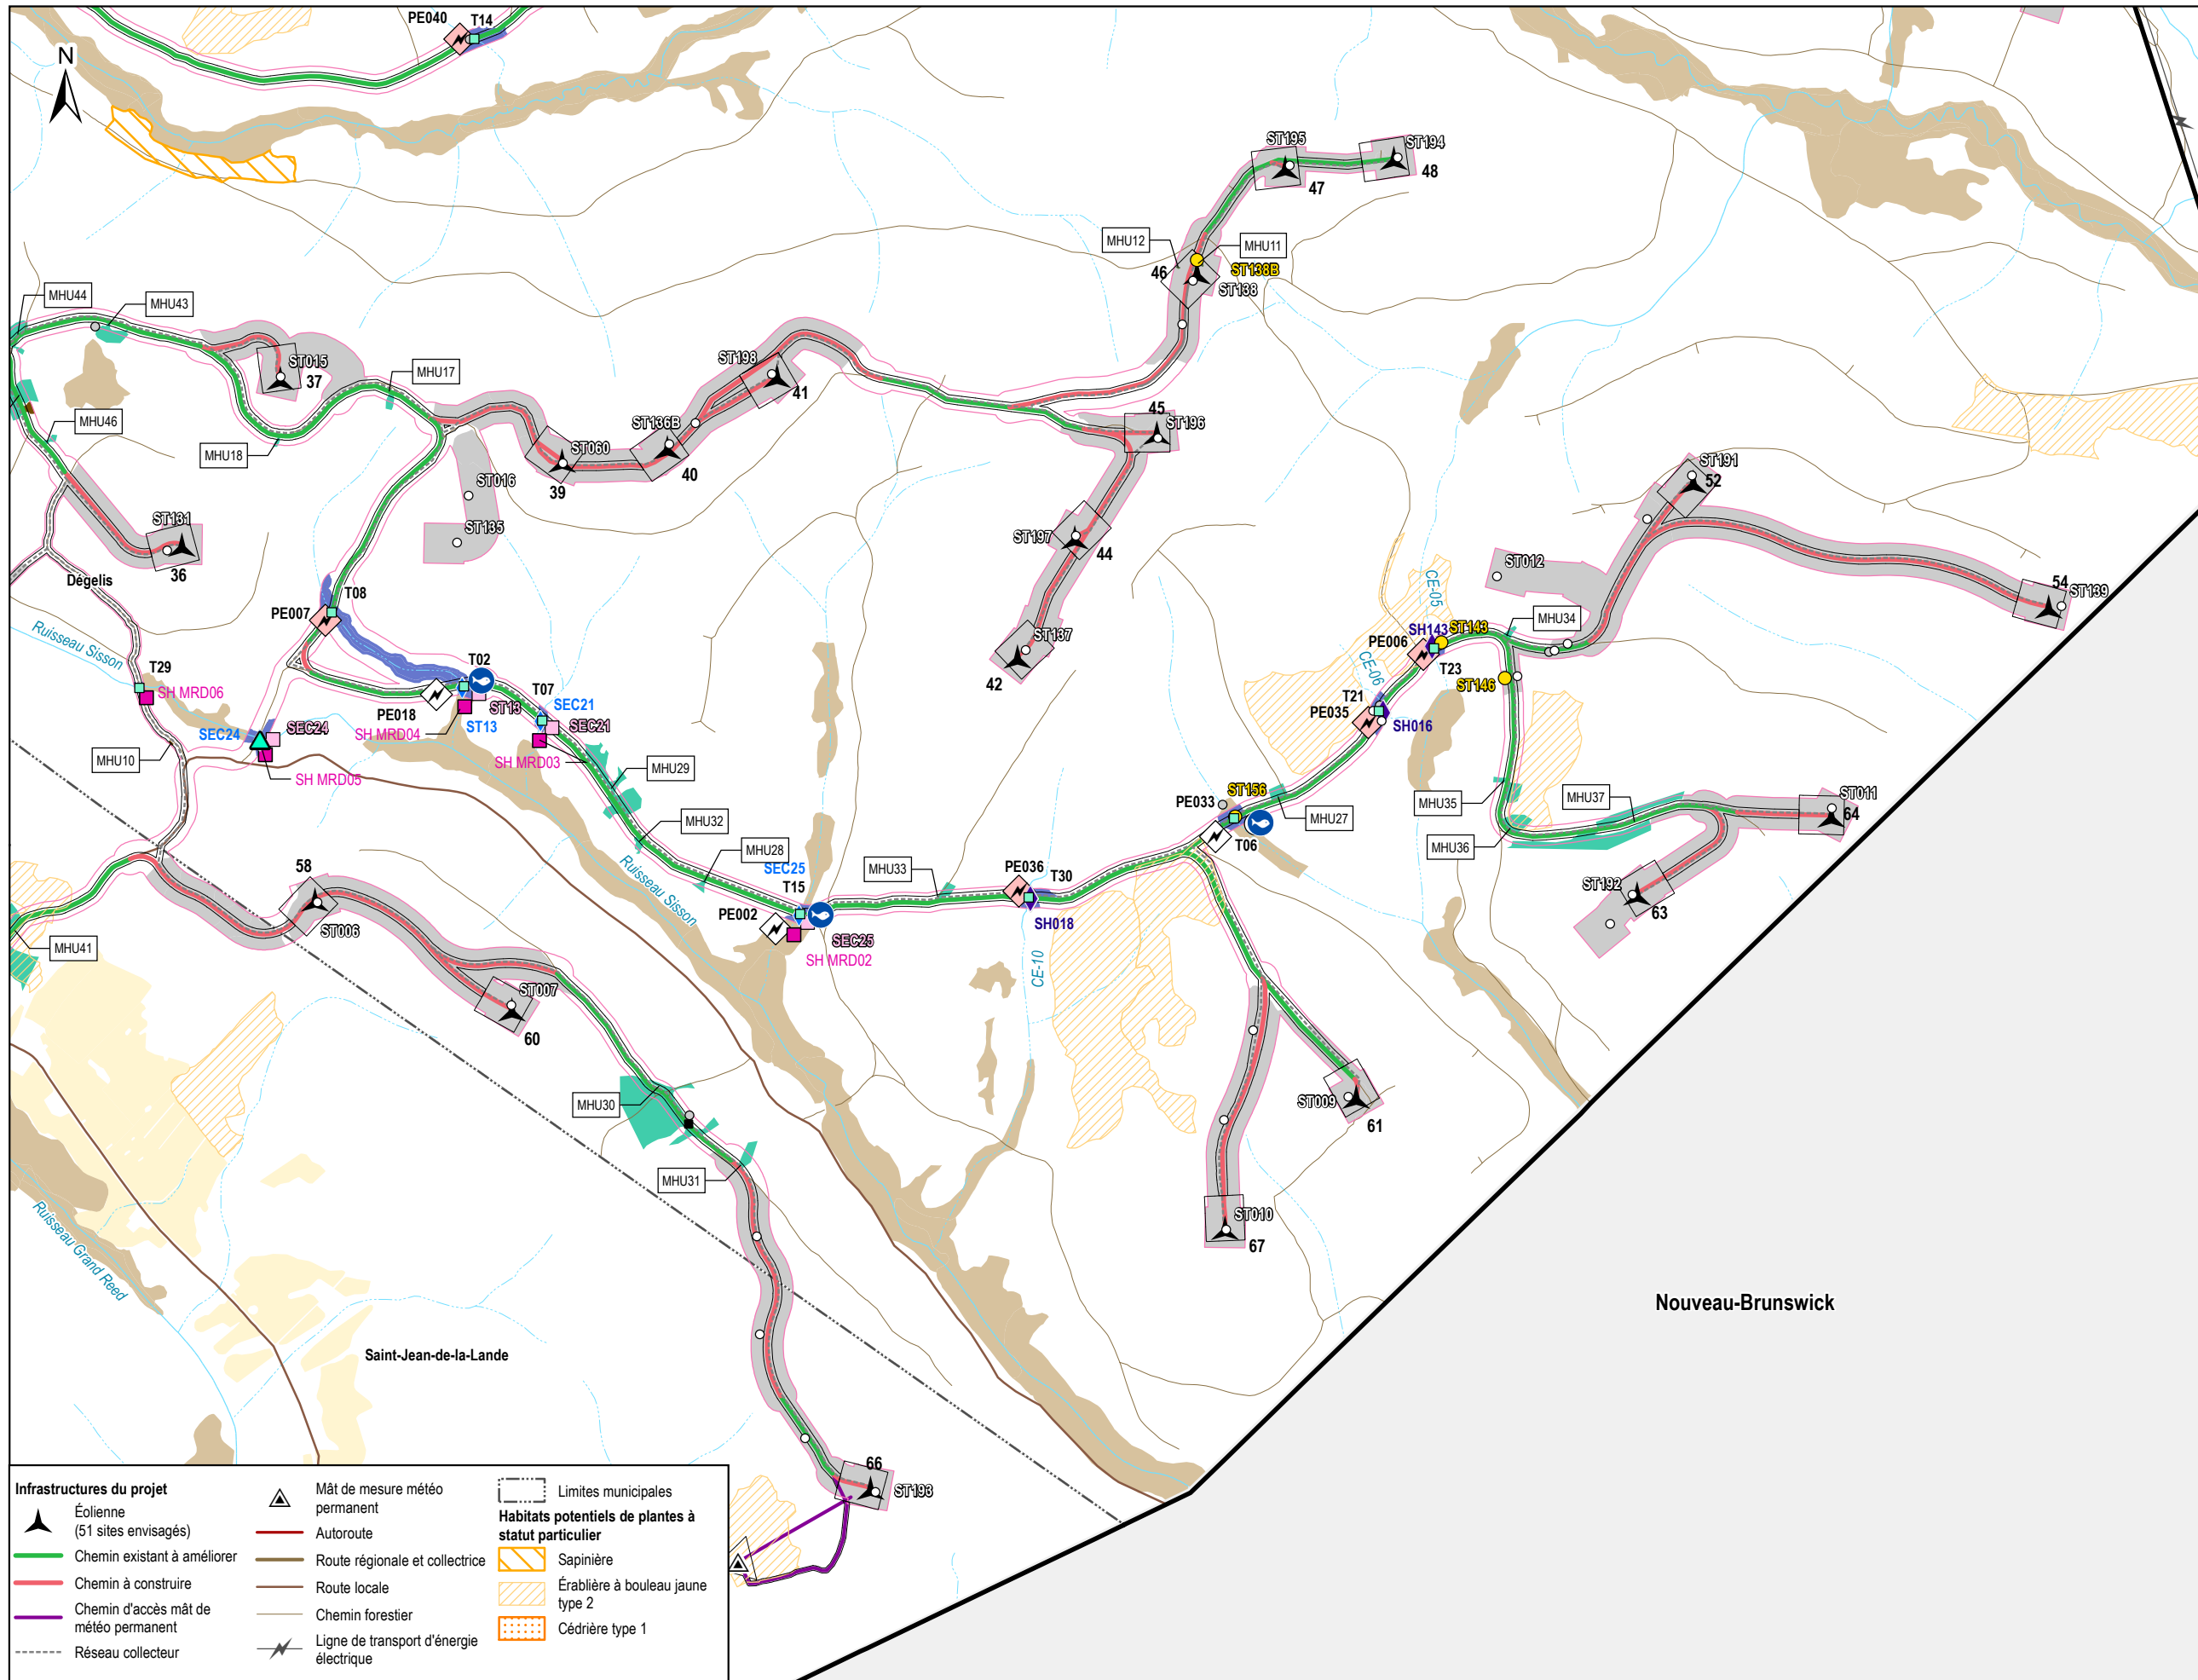 PE040
T14
N
ST195
ST194
47
48
MHU12
MHU11
46
ST138B
ST138
MHU44
MHU43
ST015
37
ST198
41
MHU17
45
ST196
MHU46
MHU18
ST136B
ST060
40
39
ST016
ST191
52
ST131
ST135
ST197
44
36
ST012
Dégelis
54
ST139
CE-05
T08
PE007
MHU34
Ruisseau Sisson
ST137
SH143
ST143
PE006
42
T29
T02
CE-06
T23
SH MRD06
T07
ST146
PE018
ST13
SEC21
T21
PE035
SEC24
SEC24
SH MRD04
ST13
SEC21
SH016
MHU10
SH MRD03
SH MRD05
MHU29
ST156
PE033
MHU35
MHU37
ST011
64
MHU32
MHU27
MHU36
T06
MHU28
58
SEC25
MHU33
PE036
T30
Ruisseau Sisson
T15
ST192
PE002
63
ST006
SH018
MHU41
SEC25
SH MRD02
CE-10
ST007
60
MHU30
ST009
61
MHU31
Ruisseau Grand Reed
ST010
67
Nouveau-Brunswick
Saint-Jean-de-la-Lande
66
ST193
Infrastructures du projet
Éolienne
(51 sites envisagés)
Chemin existant à améliorer
Chemin à construire
Chemin d'accès mât de
météo permanent
Réseau collecteur
Mât de mesure météo
permanent
Autoroute
Route régionale et collectrice
Route locale
Chemin forestier
Ligne de transport d'énergie
électrique
Limites municipales
Habitats potentiels de plantes à
statut particulier
Sapinière
Érablière à bouleau jaune
type 2
Cédrière type 1